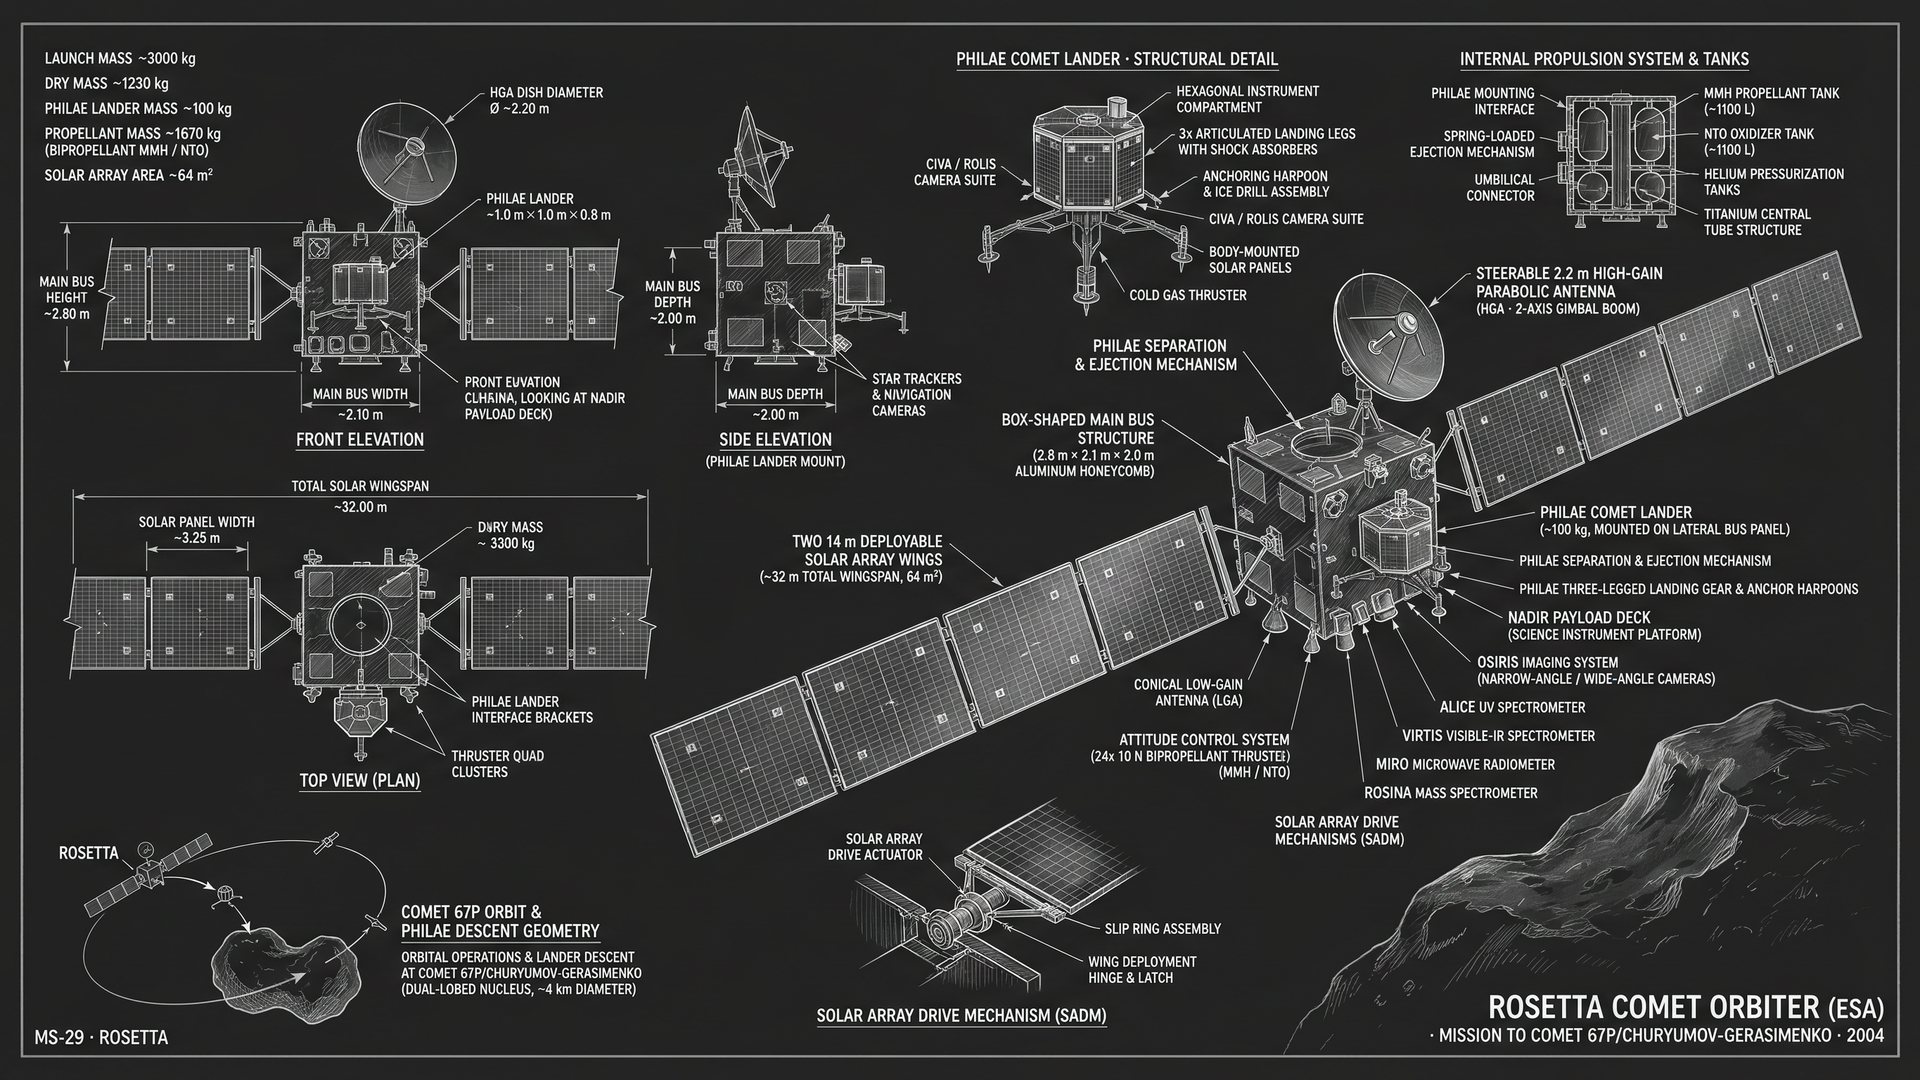 LAUNCH MASS ~3000 kg
DRY MASS ~1230 kg
PHILAE LANDER MASS ~100 kg
PROPELLANT MASS ~1670 kg
(BIPROPELLANT MMH / NTO)
SOLAR ARRAY AREA ~64 m²
HGA DISH DIAMETER
Ø ~2.20 m
PHILAE LANDER
~1.0 m × 1.0 m × 0.8 m
MAIN BUS
HEIGHT
~2.80 m
MAIN BUS WIDTH
~2.10 m
LOOKING AT NADIR
PAYLOAD DECK)
FRONT ELEVATION
MAIN BUS
DEPTH
~2.00 m
MAIN BUS DEPTH
~2.00 m
STAR TRACKERS
& NAVIGATION
CAMERAS
SIDE ELEVATION
(PHILAE LANDER MOUNT)
TOTAL SOLAR WINGSPAN
~32.00 m
SOLAR PANEL WIDTH
~3.25 m
MASS
~ 3300 kg
PHILAE LANDER
INTERFACE BRACKETS
THRUSTER QUAD
CLUSTERS
TOP VIEW (PLAN)
ROSETTA
COMET 67P ORBIT &
PHILAE DESCENT GEOMETRY
ORBITAL OPERATIONS & LANDER DESCENT
AT COMET 67P/CHURYUMOV-GERASIMENKO
(DUAL-LOBED NUCLEUS, ~4 km DIAMETER)
MS-29 · ROSETTA
PHILAE COMET LANDER · STRUCTURAL DETAIL
HEXAGONAL INSTRUMENT
COMPARTMENT
3x ARTICULATED LANDING LEGS
WITH SHOCK ABSORBERS
CIVA / ROLIS
CAMERA SUITE
ANCHORING HARPOON
& ICE DRILL ASSEMBLY
CIVA / ROLIS CAMERA SUITE
BODY-MOUNTED
SOLAR PANELS
COLD GAS THRUSTER
INTERNAL PROPULSION SYSTEM & TANKS
PHILAE MOUNTING
INTERFACE
SPRING-LOADED
EJECTION MECHANISM
UMBILICAL
CONNECTOR
MMH PROPELLANT TANK
(~1100 L)
NTO OXIDIZER TANK
(~1100 L)
HELIUM PRESSURIZATION
TANKS
TITANIUM CENTRAL
TUBE STRUCTURE
STEERABLE 2.2 m HIGH-GAIN
PARABOLIC ANTENNA
(HGA · 2-AXIS GIMBAL BOOM)
PHILAE SEPARATION
& EJECTION MECHANISM
BOX-SHAPED MAIN BUS
STRUCTURE
(2.8 m × 2.1 m × 2.0 m
ALUMINUM HONEYCOMB)
TWO 14 m DEPLOYABLE
SOLAR ARRAY WINGS
(~32 m TOTAL WINGSPAN, 64 m²)
PHILAE COMET LANDER
(~100 kg, MOUNTED ON LATERAL BUS PANEL)
PHILAE SEPARATION & EJECTION MECHANISM
PHILAE THREE-LEGGED LANDING GEAR & ANCHOR HARPOONS
NADIR PAYLOAD DECK
(SCIENCE INSTRUMENT PLATFORM)
OSIRIS IMAGING SYSTEM
(NARROW-ANGLE / WIDE-ANGLE CAMERAS)
ALICE UV SPECTROMETER
VIRTIS VISIBLE-IR SPECTROMETER
MIRO MICROWAVE RADIOMETER
ROSINA MASS SPECTROMETER
SOLAR ARRAY DRIVE
MECHANISMS (SADM)
CONICAL LOW-GAIN
ANTENNA (LGA)
ATTITUDE CONTROL SYSTEM
(24x 10 N BIPROPELLANT
(MMH / NTO)
SOLAR ARRAY
DRIVE ACTUATOR
SLIP RING ASSEMBLY
WING DEPLOYMENT
HINGE & LATCH
SOLAR ARRAY DRIVE MECHANISM (SADM)
ROSETTA COMET ORBITER (ESA)
· MISSION TO COMET 67P/CHURYUMOV-GERASIMENKO · 2004